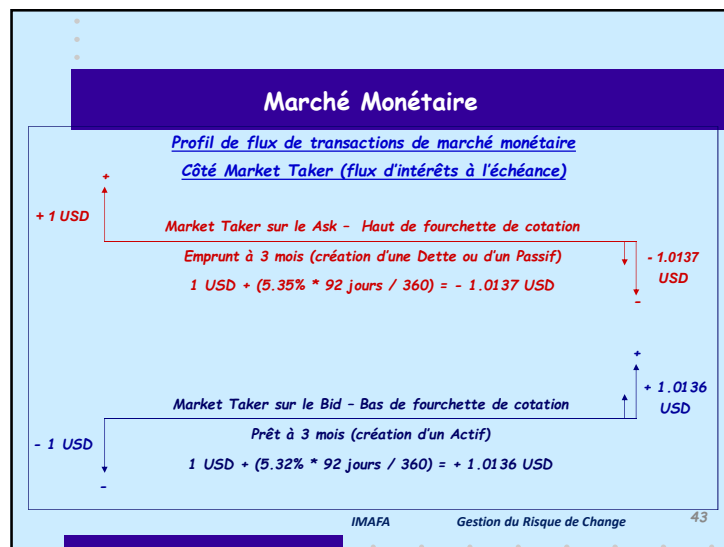 Marché Monétaire
Profil de flux de transactions de marché monétaire
Côté Market Taker (flux d'intérêts à l'échéance)
+
+ 1 USD
Market Taker sur le Ask – Haut de fourchette de cotation
Emprunt à 3 mois (création d'une Dette ou d'un Passif)
1 USD + (5.35% * 92 jours / 360) = - 1.0137 USD
- 1.0137
USD
–
+
+ 1.0136
USD
Market Taker sur le Bid – Bas de fourchette de cotation
Prêt à 3 mois (création d'un Actif)
- 1 USD
1 USD + (5.32% * 92 jours / 360) = + 1.0136 USD
–
IMAFA Gestion du Risque de Change 43